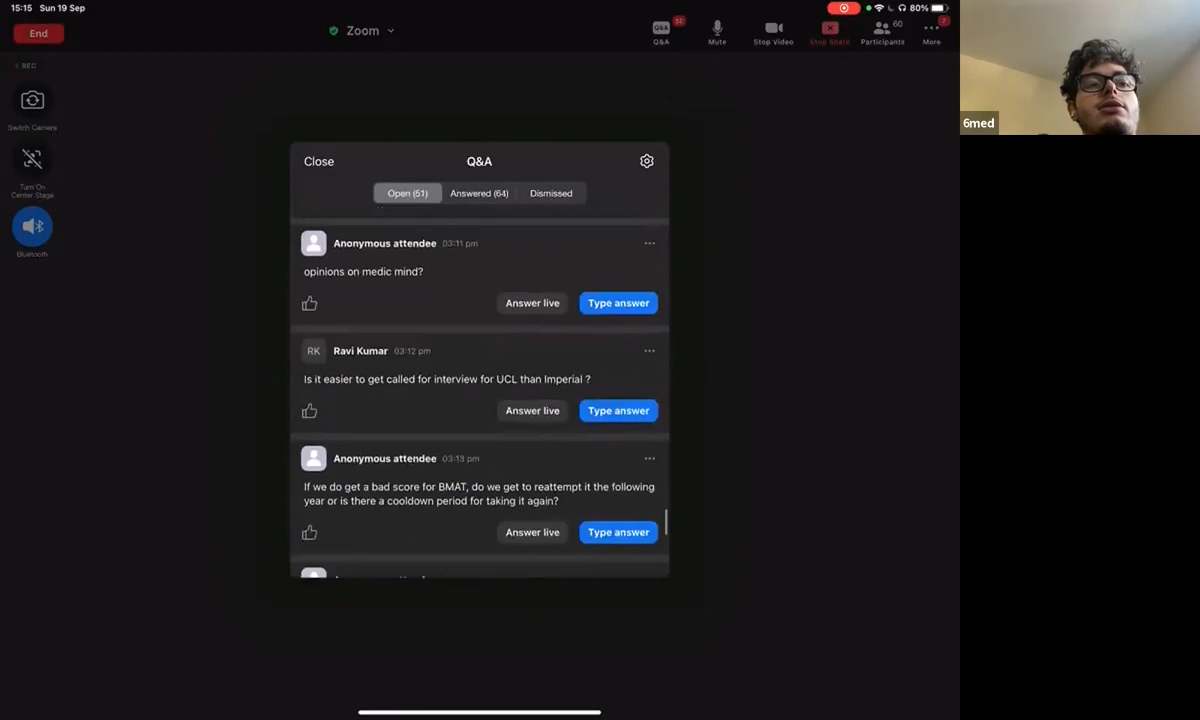 15:15 Sun 19 Sep
80%
End
Zoom
Q&A
52
Q&A
Mute
Stop Video
Stop Share
60
Participants
2
More
REC
Switch Camera
Turn On
Center Stage
Bluetooth
6med
Close
Q&A
Open (51)
Answered (64)
Dismissed
Anonymous attendee 03:11 pm
opinions on medic mind?
Answer live
Type answer
RK
Ravi Kumar 03:12 pm
Is it easier to get called for interview for UCL than Imperial ?
Answer live
Type answer
Anonymous attendee 03:13 pm
If we do get a bad score for BMAT, do we get to reattempt it the following
year or is there a cooldown period for taking it again?
Answer live
Type answer